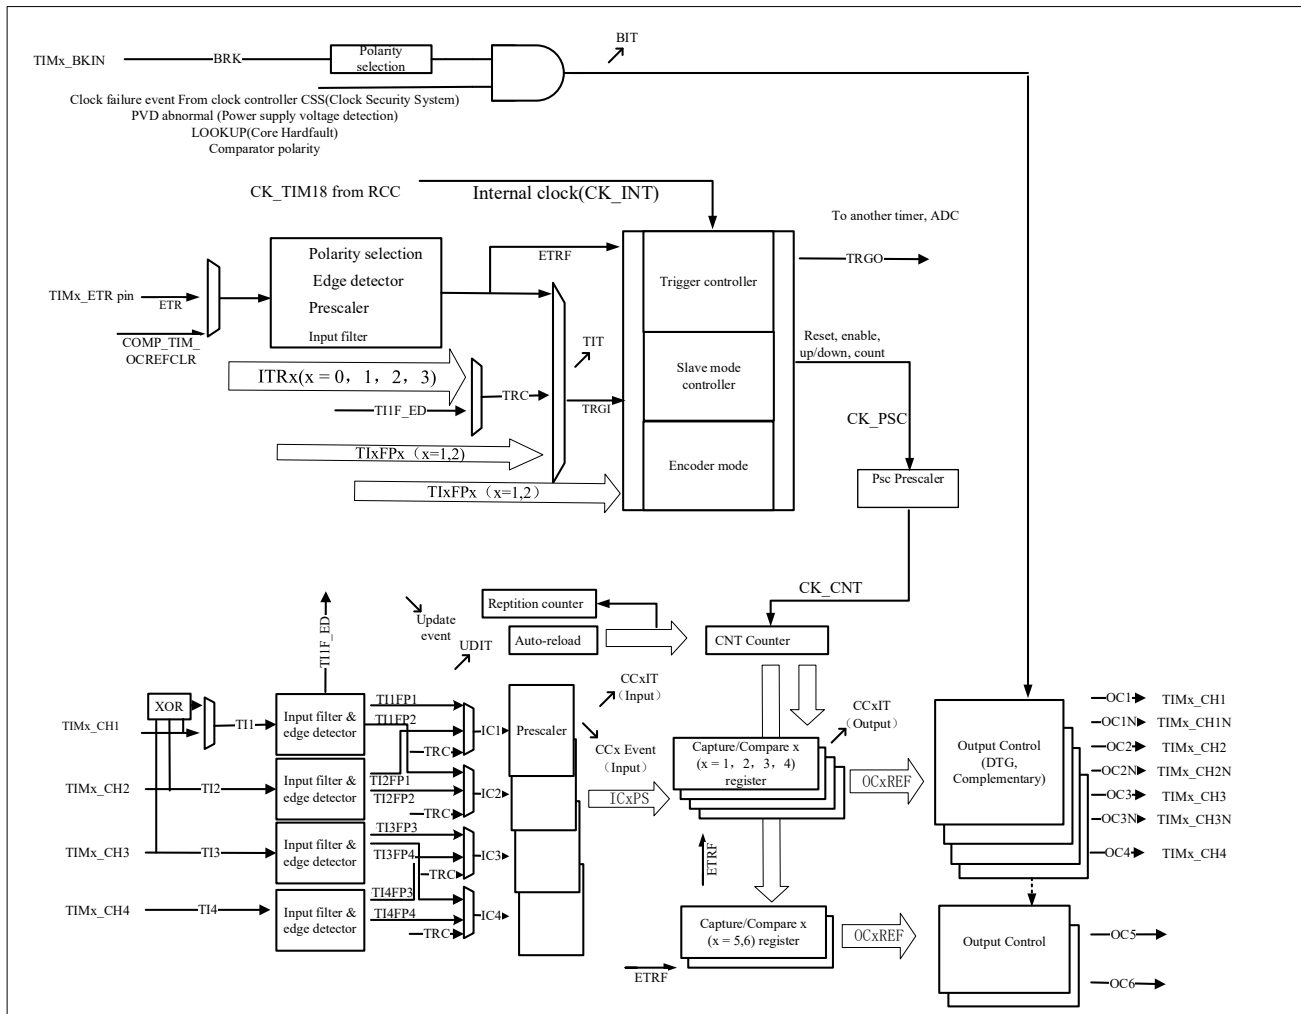 BIT
TIMx_BKIN
BRK
Polarity
selection
Clock failure event From clock controller CSS(Clock Security System)
PVD abnormal (Power supply voltage detection)
LOOKUP(Core Hardfault)
Comparator polarity
CK_TIM18 from RCC
Internal clock(CK_INT)
To another timer, ADC
TRGO
Polarity selection
Edge detector
Prescaler
Input filter
ETRF
Trigger controller
TIMx_ETR pin
ETR
COMP_TIM_
OCREFCLR
ITRx(x = 0，1，2，3)
TI1F_ED
TRC
TIT
TRGI
Slave mode
controller
Reset, enable,
up/down, count
CK_PSC
TIxFPx（x=1,2)
TIxFPx（x=1,2）
Encoder mode
Psc Prescaler
CK_CNT
Reptition counter
Auto-reload
CNT Counter
TI1F_ED
Update
event
UDIT
CCxIT
(Input)
CCx Event
(Input)
CCxIT
（Output)
XOR
TIMx_CH1
TI1
Input filter &
edge detector
TI1FP1
TI1FP2
TRC
IC1
Prescaler
TIMx_CH2
TI2
Input filter &
edge detector
TI2FP1
TI2FP2
TRC
IC2
TIMx_CH3
TI3
Input filter &
edge detector
TI3FP3
TI3FP4
TRC
IC3
TIMx_CH4
TI4
Input filter &
edge detector
TI4FP3
TI4FP4
TRC
IC4
ICxPS
Capture/Compare x
(x = 1，2，3，4)
register
OCxREF
Output Control
(DTG,
Complementary)
OC1 TIMx_CH1
OC1N TIMx_CH1N
OC2 TIMx_CH2
OC2N TIMx_CH2N
OC3 TIMx_CH3
OC3N TIMx_CH3N
OC4 TIMx_CH4
ETRF
Capture/Compare x
(x = 5,6) register
ETRF
OCxREF
Output Control
OC5
OC6